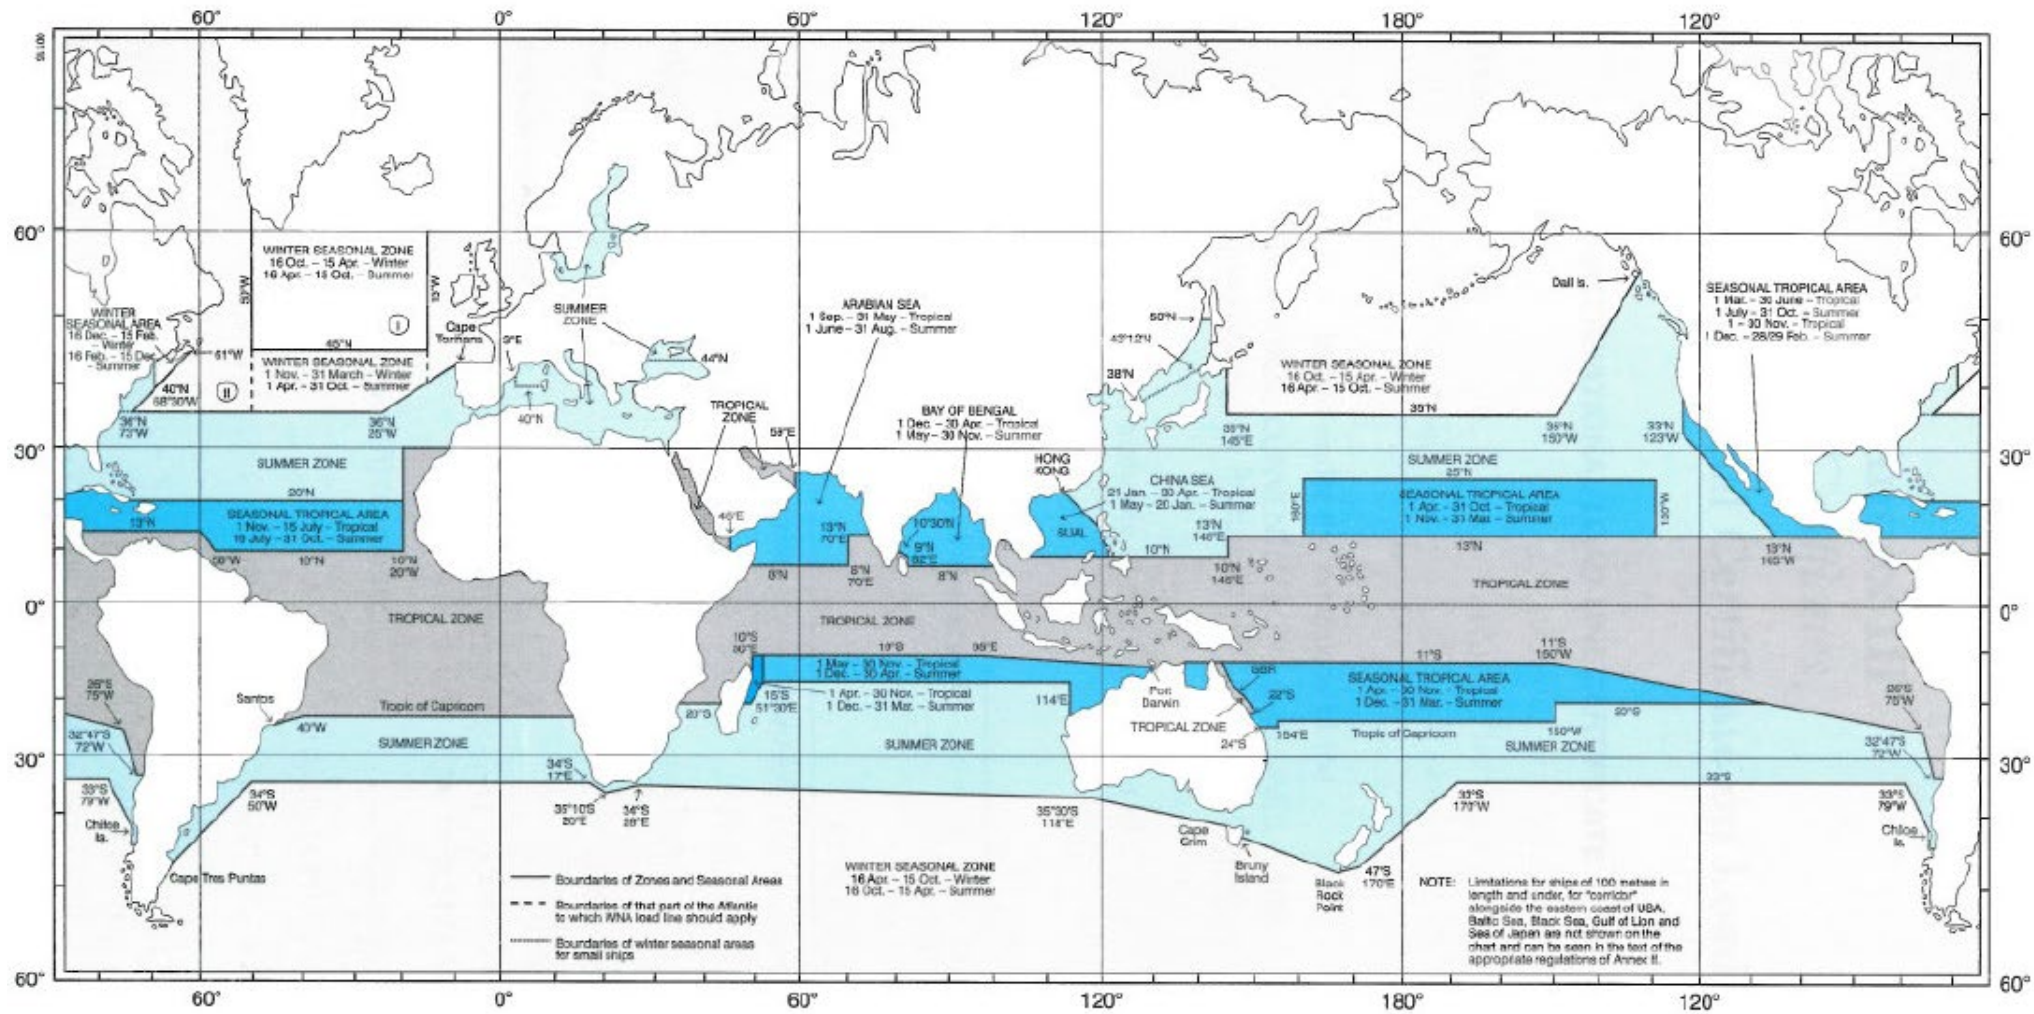 60° 0° 60° 120° 180° 120°
60°
30°
0°
30°
60°
60°
30°
0°
30°
60°
WINTER SEASONAL ZONE
16 Oct. – 15 Apr. – Winter
16 Apr. – 15 Oct. – Summer
50°W
15°W
I
45°N
WINTER SEASONAL ZONE
1 Nov. – 31 March – Winter
1 Apr. – 31 Oct. – Summer
II
WINTER
SEASONAL AREA
16 Dec. – 15 Feb.
– Winter
16 Feb. – 15 Dec.
– Summer
61°W
40°N
68°30'W
36°N
73°W
36°N
25°W
SUMMER ZONE
20°N
13°N
SEASONAL TROPICAL AREA
1 Nov. – 15 July – Tropical
16 July – 31 Oct. – Summer
10°N
10°N
20°W
TROPICAL ZONE
Santos
Tropic of Capricorn
40°W
SUMMER ZONE
34°S
50°W
34°S
17°E
35°10'S
20°E
34°S
28°E
75°W
32°47'S
72°W
33°S
79°W
Chiloe
Is.
Cape Tres Puntas
Cape
Torinana
9°E
40°N
SUMMER
ZONE
44°N
TROPICAL
ZONE
59°E
45°E
ARABIAN SEA
1 Sep. – 31 May – Tropical
1 June – 31 Aug. – Summer
BAY OF BENGAL
1 Dec. – 30 Apr. – Tropical
1 May – 30 Nov. – Summer
13°N
70°E
8°N
8°N
70°E
10°30'N
9°N
82°E
8°N
HONG
KONG
SUAL
CHINA SEA
21 Jan. – 30 Apr. – Tropical
1 May – 20 Jan. – Summer
10°N
13°N
145°E
10°N
145°E
50°N
43°12'N
38°N
35°N
145°E
WINTER SEASONAL ZONE
16 Oct. – 15 Apr. – Winter
16 Apr. – 15 Oct. – Summer
35°N
35°N
150°W
Dall Is.
33°N
123°W
SUMMER ZONE
25°N
160°E
SEASONAL TROPICAL AREA
1 Apr. – 31 Oct. – Tropical
1 Nov. – 31 Mar. – Summer
130°W
13°N
13°N
SEASONAL TROPICAL AREA
1 Mar. – 30 June – Tropical
1 July – 31 Oct. – Summer
1 – 30 Nov. – Tropical
1 Dec. – 28/29 Feb. – Summer
TROPICAL ZONE
TROPICAL ZONE
10°S
1 May – 30 Nov. – Tropical
1 Dec. – 30 Apr. – Summer
15°S
51°30'E
1 Apr. – 30 Nov. – Tropical
1 Dec. – 31 Mar. – Summer
114°E
20°S
SUMMER ZONE
Port
Darwin
TROPICAL ZONE
22°S
24°S
154°E
11°S
11°S
150°W
SEASONAL TROPICAL AREA
1 Apr. – 30 Nov. – Tropical
1 Dec. – 31 Mar. – Summer
20°S
Tropic of Capricorn
150°W
SUMMER ZONE
75°W
32°47'S
72°W
33°S
33°S
170°W
33°S
79°W
Chiloe
Is.
35°30'S
118°E
Cape
Grim
Bruny
Island
Black
Rock
Point
47°S
170°E
WINTER SEASONAL ZONE
16 Apr. – 15 Oct. – Winter
16 Oct. – 15 Apr. – Summer
Boundaries of Zones and Seasonal Areas
Boundaries of that part of the Atlantic
to which WNA load line should apply
Boundaries of winter seasonal areas
for small ships
NOTE: Limitations for ships of 100 metres in
length and under, for "corridor"
alongside the eastern coast of USA,
Baltic Sea, Black Sea, Gulf of Lion and
Sea of Japan are not shown on the
chart and can be seen in the text of the
appropriate regulations of Annex II.
60° 0° 60° 120° 180° 120°